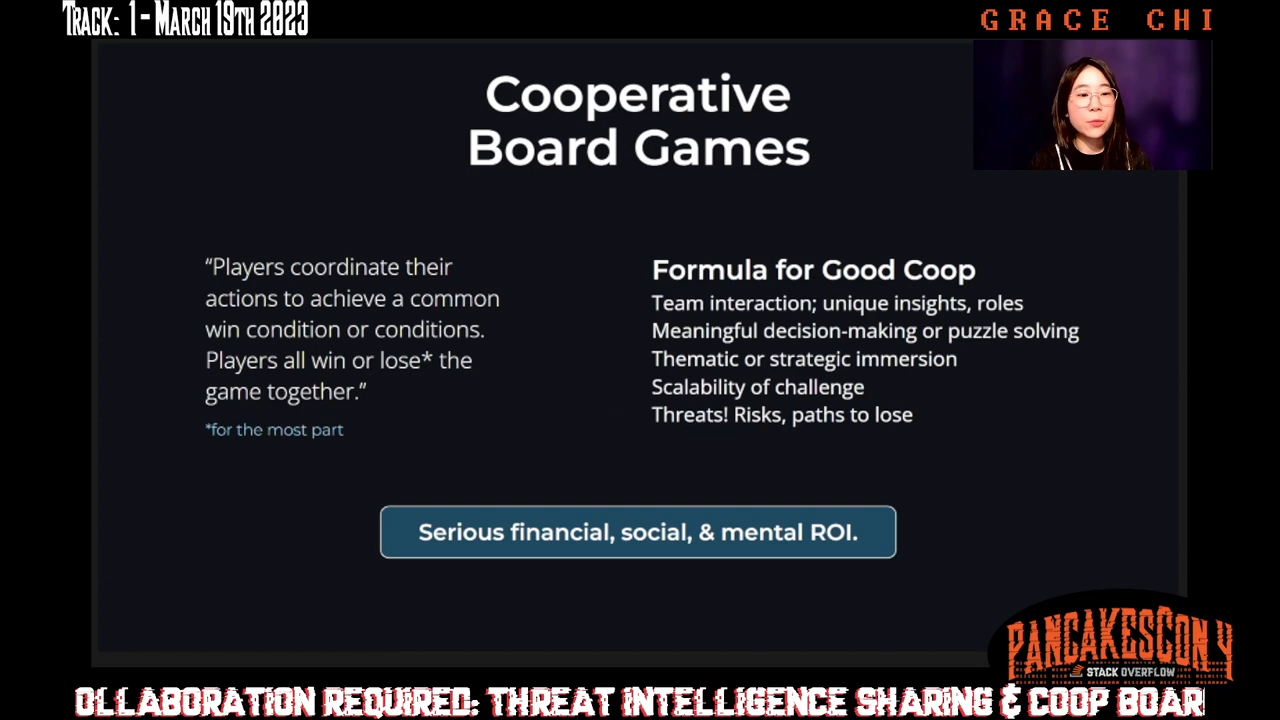 Track: 1 - March 19th 2023
GRACE CHI
Cooperative
Board Games
“Players coordinate their
actions to achieve a common
win condition or conditions.
Players all win or lose* the
game together.”
*for the most part
Formula for Good Coop
Team interaction; unique insights, roles
Meaningful decision-making or puzzle solving
Thematic or strategic immersion
Scalability of challenge
Threats! Risks, paths to lose
Serious financial, social, & mental ROI.
PANCAKESCON 4
STACK OVERFLOW
OLLABORATION REQUIRED: THREAT INTELLIGENCE SHARING & COOP BOAR